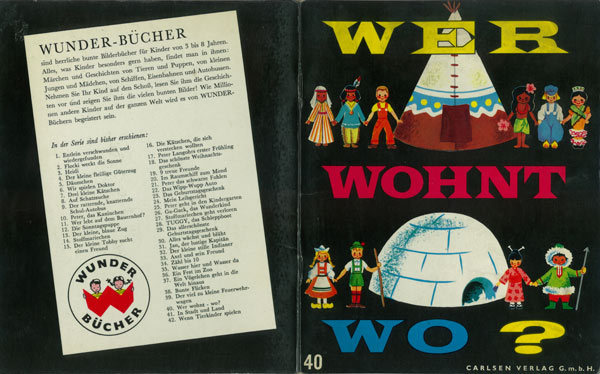 WUNDER-BÜCHER
sind herrliche bunte Bilderbücher für Kinder von 3 bis 8 Jahren.
Alles, was Kinder besonders gern haben, findet man in ihnen:
Märchen und Geschichten von Tieren und Puppen, von kleinen
Jungen und Mädchen, von Schiffen, Eisenbahnen und Autobussen.
Nehmen Sie Ihr Kind auf den Schoß, lesen Sie ihm die Geschich-
ten vor und zeigen Sie ihm die vielen bunten Bilder! Wie Millio-
nen andere Kinder auf der ganzen Welt wird es von WUNDER-
BÜCHERN begeistert sein.
In der Serie sind bisher erschienen:
1. Entlein verschwunden und
wiedergefunden
2. Flocki weckt die Sonne
3. Heidi
4. Der kleine fleißige Güterzug
5. Däumchen
6. Wir spielen Doktor
7. Drei kleine Kätzchen
8. Auf Schatzsuche
9. Der ratternde, knatternde
Schul-Autobus
10. Peter, das Kaninchen
11. Wer lebt auf dem Bauernhof?
12. Die Sonntagspuppe
13. Der kleine, blaue Zug
14. Stoffmariechen
15. Der kleine Tobby sucht
einen Freund
16. Die Kätzchen, die sich
verstecken wollten
17. Peter Langohrs erster Frühling
18. Das schönste Weihnachts-
geschenk
19. 9 treue Freunde
20. Im Raumschiff zum Mond
21. Peter das schwarze Fohlen
22. Das Wipp-Wupp Auto
23. Das Geburtstagsgeschenk
24. Mein Leibgericht
25. Peter geht in den Kindergarten
26. Ga-Gack, das Wunderkind
27. Stoffmariechen geht verloren
28. TUGGY, das Schleppboot
29. Das allerschönste
Geburtstagsgeschenk
30. Alles wächst und blüht
31. Jan, der lustige Kapitän
32. Der kleine stille Indianer
33. Axel und sein Freund
34. Zähl bis 10
35. Wasser hier und Wasser da
36. Ein Fest im Zoo
37. Ein Vögelchen geht in die
Welt hinaus
38. Bunte Flicken
39. Der viel zu kleine Feuerwehr-
wagen
40. Wer wohnt - wo?
41. In Stadt und Land
42. Wenn Tierkinder spielen
WUNDER
BÜCHER
WER
WOHNT
WO ?
40
CARLSEN VERLAG G.m.b.H.